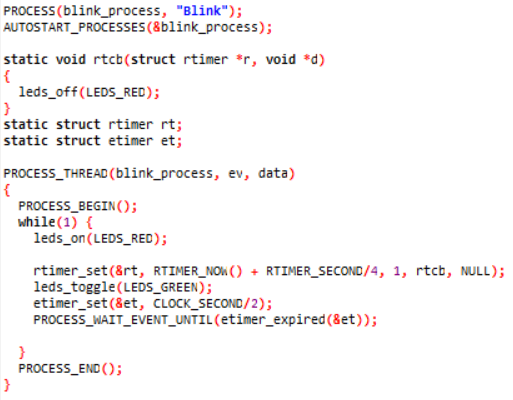 PROCESS(blink_process, "Blink");
AUTOSTART_PROCESSES(&blink_process);
static void rtcb(struct rtimer *r, void *d)
{
leds_off(LEDS_RED);
}
static struct rtimer rt;
static struct etimer et;
PROCESS_THREAD(blink_process, ev, data)
{
PROCESS_BEGIN();
while(1) {
leds_on(LEDS_RED);
rtimer_set(&rt, RTIMER_NOW() + RTIMER_SECOND/4, 1, rtcb, NULL);
leds_toggle(LEDS_GREEN);
etimer_set(&et, CLOCK_SECOND/2);
PROCESS_WAIT_EVENT_UNTIL(etimer_expired(&et));
}
PROCESS_END();
}